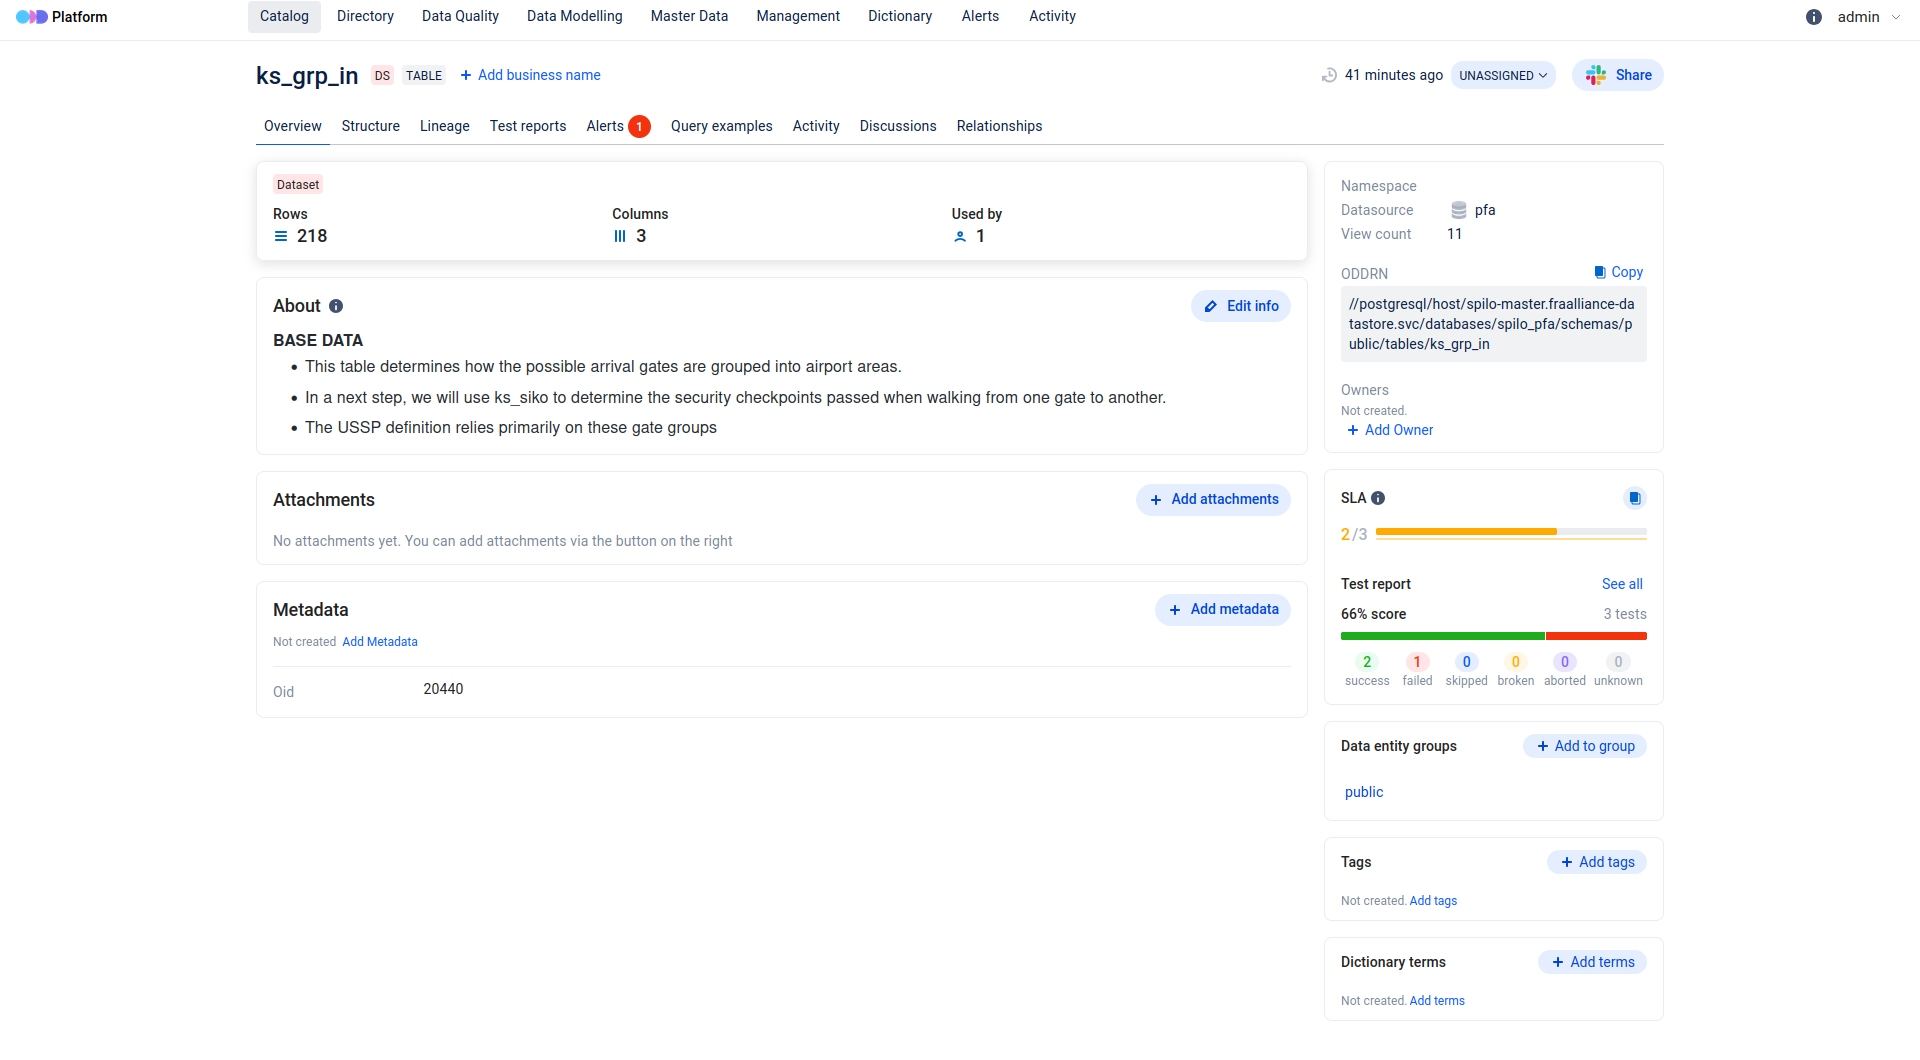 Platform
Catalog Directory Data Quality Data Modelling Master Data Management Dictionary Alerts Activity
admin
ks_grp_in DS TABLE + Add business name
41 minutes ago UNASSIGNED Share
Overview Structure Lineage Test reports Alerts 1 Query examples Activity Discussions Relationships
Dataset
Rows Columns Used by
218 3 1
About Edit info
BASE DATA
• This table determines how the possible arrival gates are grouped into airport areas.
• In a next step, we will use ks_siko to determine the security checkpoints passed when walking from one gate to another.
• The USSP definition relies primarily on these gate groups
Attachments + Add attachments
No attachments yet. You can add attachments via the button on the right
Metadata + Add metadata
Not created Add Metadata
Oid 20440
Namespace
Datasource pfa
View count 11
ODDRN Copy
//postgresql/host/spilo-master.fraalliance-da
tastore.svc/databases/spilo_pfa/schemas/p
ublic/tables/ks_grp_in
Owners
Not created.
+ Add Owner
SLA
2/3
Test report See all
66% score 3 tests
2 1 0 0 0 0
success failed skipped broken aborted unknown
Data entity groups + Add to group
public
Tags + Add tags
Not created. Add tags
Dictionary terms + Add terms
Not created. Add terms